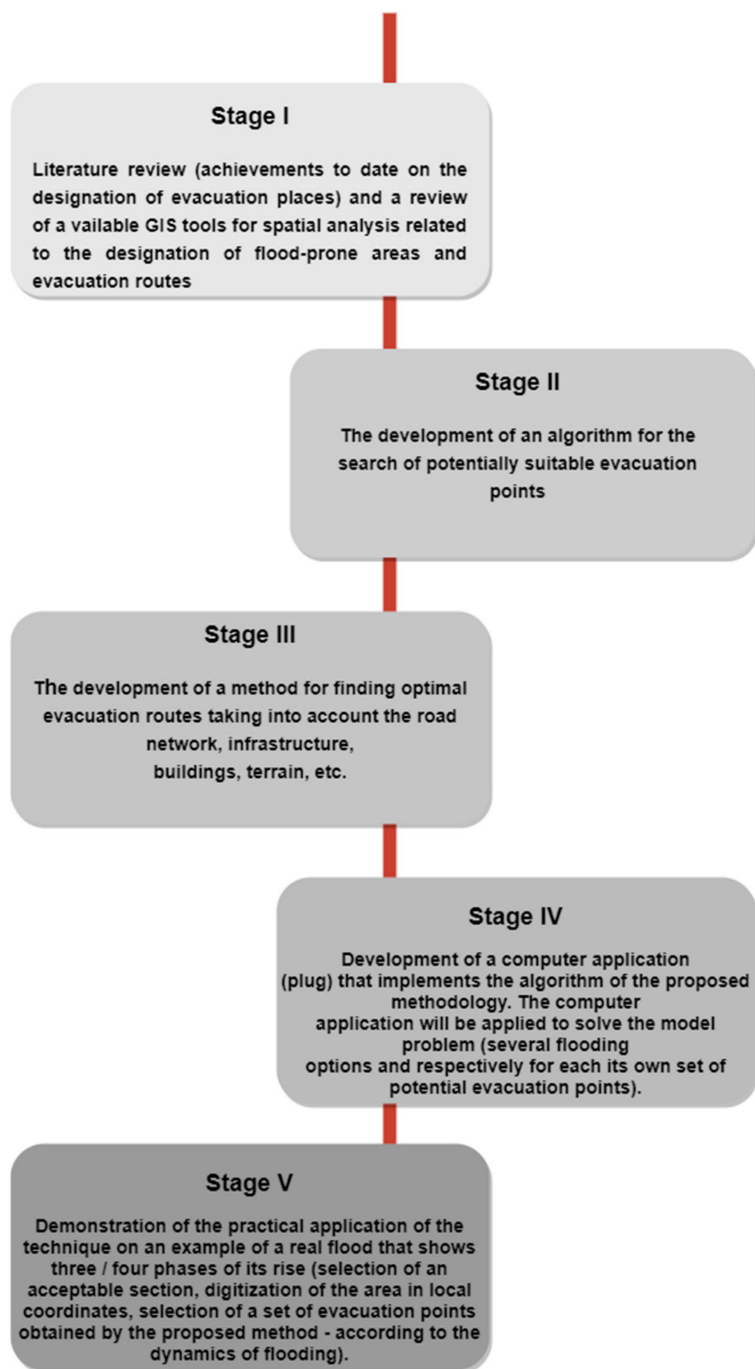 Stage I
Literature review (achievements to date on the
designation of evacuation places) and a review
of a vailable GIS tools for spatial analysis related
to the designation of flood-prone areas and
evacuation routes
Stage II
The development of an algorithm for the
search of potentially suitable evacuation
points
Stage III
The development of a method for finding optimal
evacuation routes taking into account the road
network, infrastructure,
buildings, terrain, etc.
Stage IV
Development of a computer application
(plug) that implements the algorithm of the proposed
methodology. The computer
application will be applied to solve the model
problem (several flooding
options and respectively for each its own set of
potential evacuation points).
Stage V
Demonstration of the practical application of the
technique on an example of a real flood that shows
three / four phases of its rise (selection of an
acceptable section, digitization of the area in local
coordinates, selection of a set of evacuation points
obtained by the proposed method - according to the
dynamics of flooding).